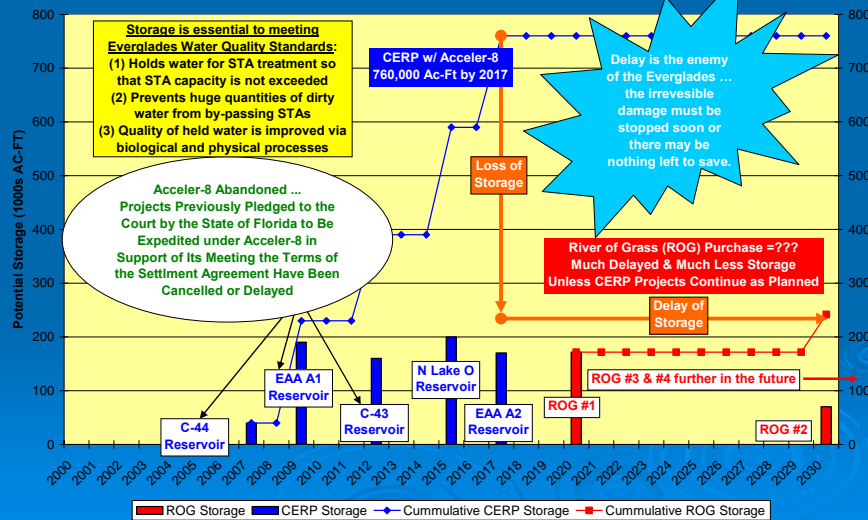 Storage is essential to meeting
Everglades Water Quality Standards:
(1) Holds water for STA treatment so
that STA capacity is not exceeded
(2) Prevents huge quantities of dirty
water from by-passing STAs
(3) Quality of held water is improved via
biological and physical processes
CERP w/ Acceler-8
760,000 Ac-Ft by 2017
Delay is the enemy
of the Everglades ...
the irrevesible
damage must be
stopped soon or
there may be
nothing left to save.
Loss of
Storage
Acceler-8 Abandoned ...
Projects Previously Pledged to the
Court by the State of Florida to Be
Expedited under Acceler-8 in
Support of Its Meeting the Terms of
the Settlment Agreement Have Been
Cancelled or Delayed
River of Grass (ROG) Purchase =???
Much Delayed & Much Less Storage
Unless CERP Projects Continue as Planned
Delay of
Storage
EAA A1
Reservoir
N Lake O
Reservoir
ROG #3 & #4 further in the future
C-44
Reservoir
C-43
Reservoir
EAA A2
Reservoir
ROG #1
ROG #2
Potential Storage (1000s AC-FT)
800
700
600
500
400
300
200
100
0
800
700
600
500
400
300
200
100
0
2000
2001
2002
2003
2004
2005
2006
2007
2008
2009
2010
2011
2012
2013
2014
2015
2016
2017
2018
2019
2020
2021
2022
2023
2024
2025
2026
2027
2028
2029
2030
ROG Storage
CERP Storage
Cummulative CERP Storage
Cummulative ROG Storage